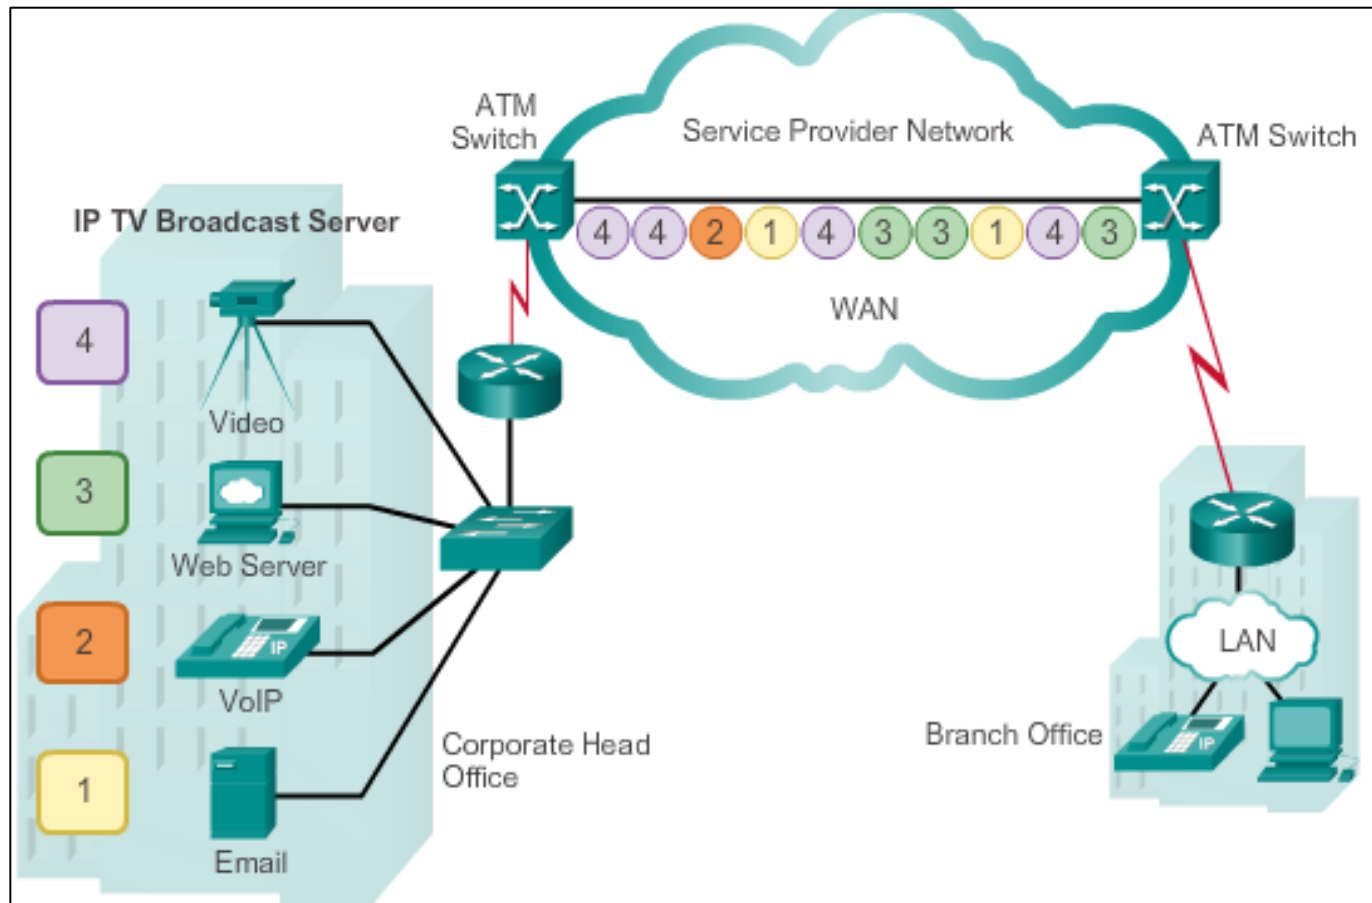 ATM
Switch
Service Provider Network
ATM Switch
IP TV Broadcast Server
4 4 2 1 4 3 3 1 4 3
WAN
4
Video
3
Web Server
2
IP
VoIP
LAN
Corporate Head
Office
Branch Office
IP
1
Email